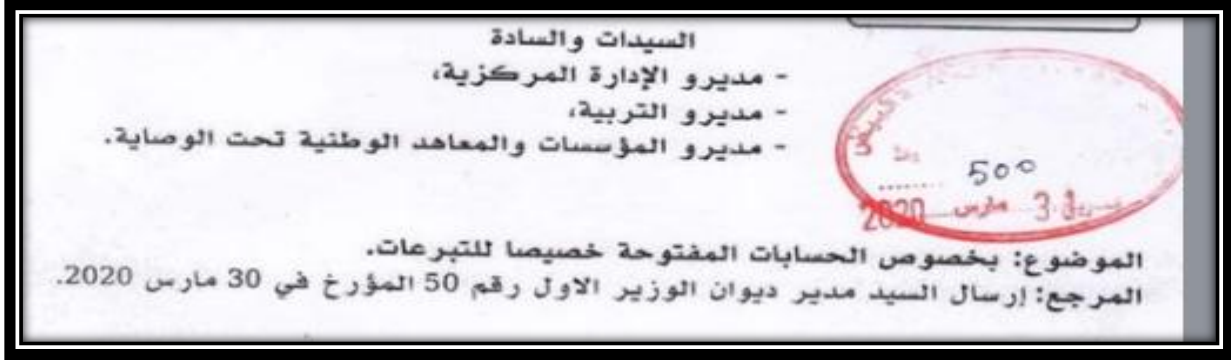 السيدات والسادة
- مديرو الإدارة المركزية،
- مديرو التربية،
- مديرو المؤسسات والمعاهد الوطنية تحت الوصاية.
500
مارس 2020
الموضوع: بخصوص الحسابات المفتوحة خصيصا للتبرعات.
المرجع: إرسال السيد مدير ديوان الوزير الاول رقم 50 المؤرخ في 30 مارس 2020.